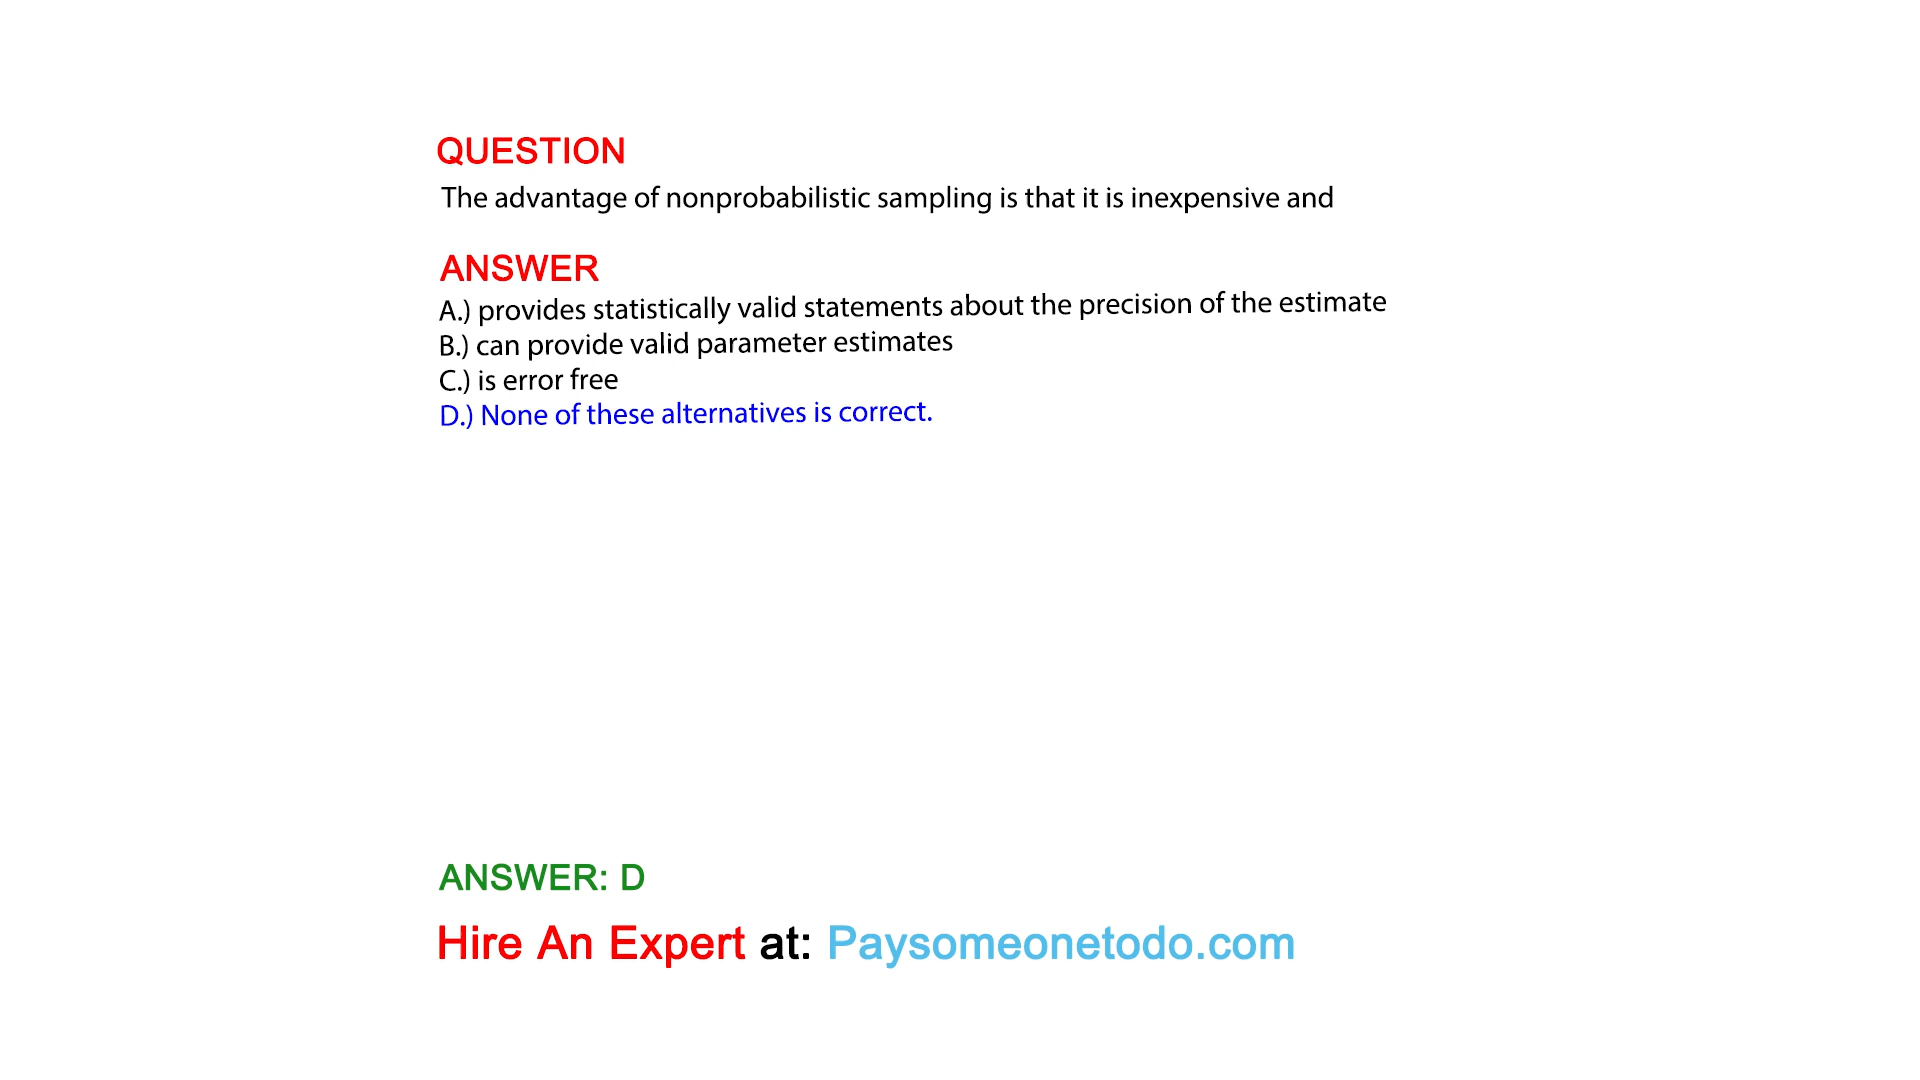 QUESTION
The advantage of nonprobabilistic sampling is that it is inexpensive and
ANSWER
A.) provides statistically valid statements about the precision of the estimate
B.) can provide valid parameter estimates
C.) is error free
D.) None of these alternatives is correct.
ANSWER: D
Hire An Expert at: Paysomeonetodo.com